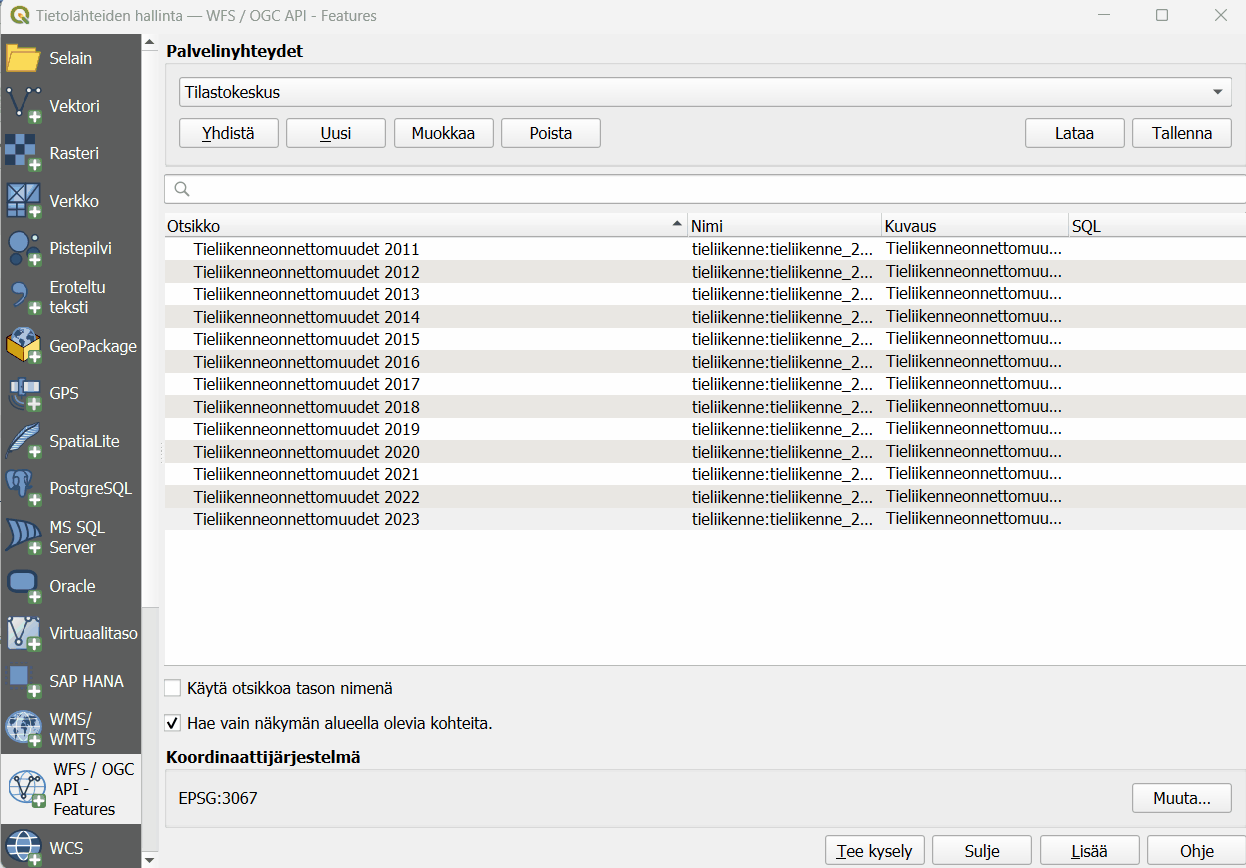 Tietolähteiden hallinta — WFS / OGC API - Features
Selain
Vektori
Rasteri
Verkko
Pistepilvi
Eroteltu
teksti
GeoPackage
GPS
SpatiaLite
PostgreSQL
MS SQL
Server
Oracle
Virtuaalitaso
SAP HANA
WMS/
WMTS
WFS / OGC
API -
Features
WCS
Palvelinyhteydet
Tilastokeskus
Yhdistä Uusi Muokkaa Poista Lataa Tallenna
Otsikko Nimi Kuvaus SQL
Tieliikenneonnettomuudet 2011 tieliikenne:tieliikenne_2... Tieliikenneonnettomuu...
Tieliikenneonnettomuudet 2012 tieliikenne:tieliikenne_2... Tieliikenneonnettomuu...
Tieliikenneonnettomuudet 2013 tieliikenne:tieliikenne_2... Tieliikenneonnettomuu...
Tieliikenneonnettomuudet 2014 tieliikenne:tieliikenne_2... Tieliikenneonnettomuu...
Tieliikenneonnettomuudet 2015 tieliikenne:tieliikenne_2... Tieliikenneonnettomuu...
Tieliikenneonnettomuudet 2016 tieliikenne:tieliikenne_2... Tieliikenneonnettomuu...
Tieliikenneonnettomuudet 2017 tieliikenne:tieliikenne_2... Tieliikenneonnettomuu...
Tieliikenneonnettomuudet 2018 tieliikenne:tieliikenne_2... Tieliikenneonnettomuu...
Tieliikenneonnettomuudet 2019 tieliikenne:tieliikenne_2... Tieliikenneonnettomuu...
Tieliikenneonnettomuudet 2020 tieliikenne:tieliikenne_2... Tieliikenneonnettomuu...
Tieliikenneonnettomuudet 2021 tieliikenne:tieliikenne_2... Tieliikenneonnettomuu...
Tieliikenneonnettomuudet 2022 tieliikenne:tieliikenne_2... Tieliikenneonnettomuu...
Tieliikenneonnettomuudet 2023 tieliikenne:tieliikenne_2... Tieliikenneonnettomuu...
Käytä otsikkoa tason nimenä
Hae vain näkymän alueella olevia kohteita.
Koordinaattijärjestelmä
EPSG:3067 Muuta...
Tee kysely Sulje Lisää Ohje